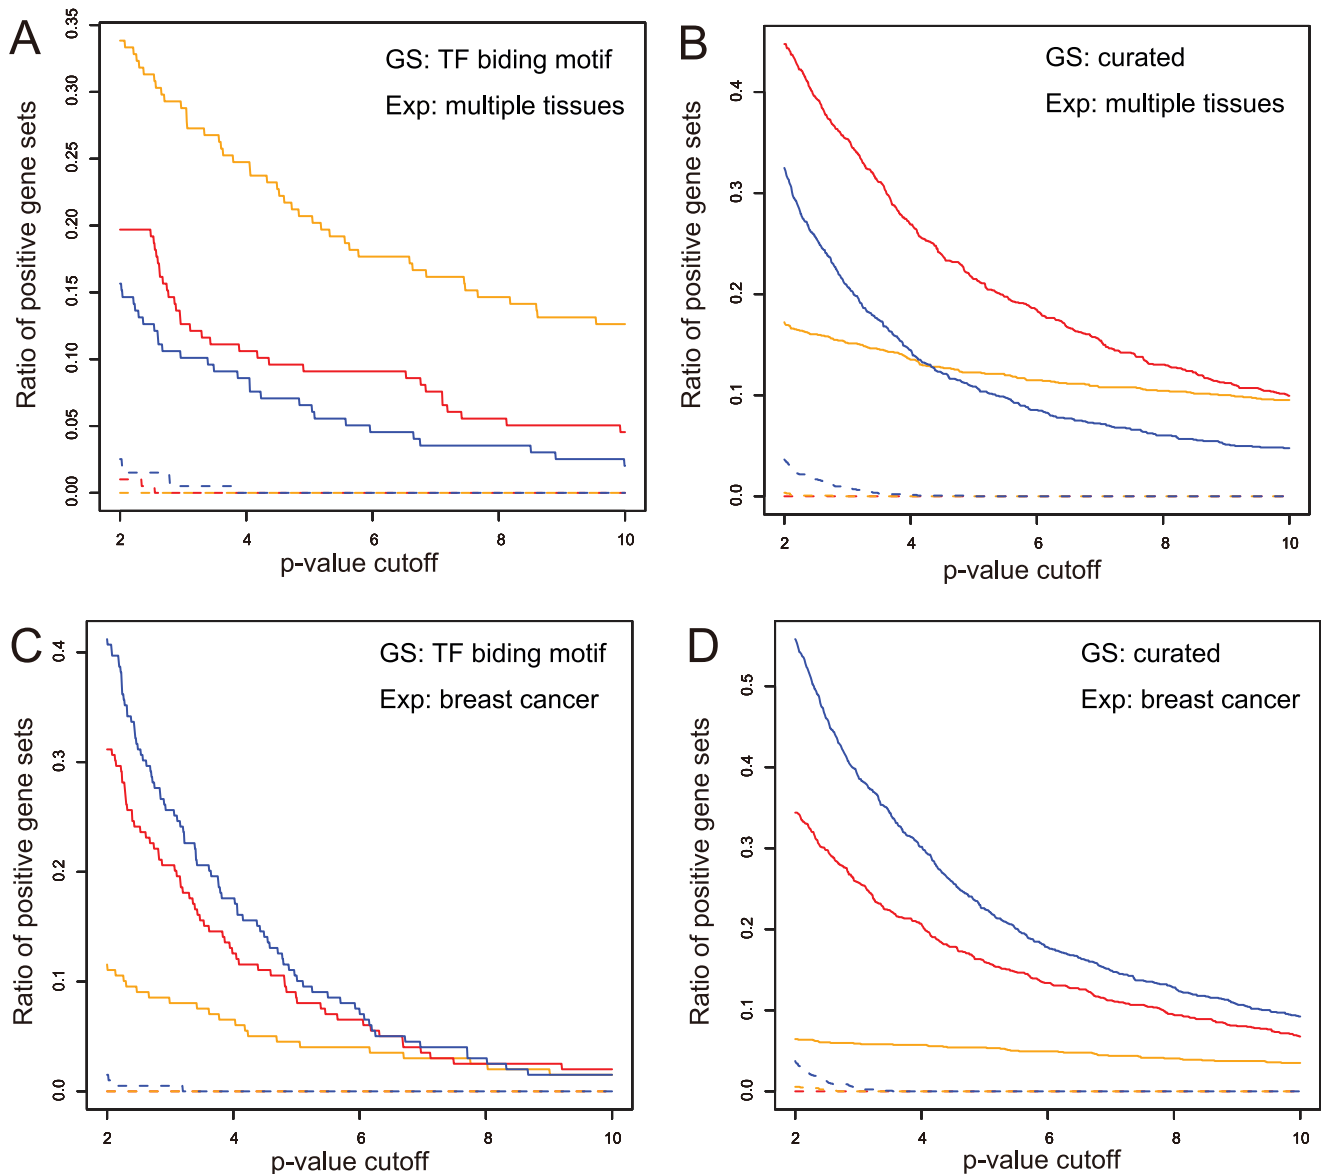 A
GS: TF biding motif
Exp: multiple tissues
Ratio of positive gene sets
0.35
0.30
0.25
0.20
0.15
0.10
0.05
0.00
2 4 6 8 10
p-value cutoff
B
GS: curated
Exp: multiple tissues
Ratio of positive gene sets
0.4
0.3
0.2
0.1
0.0
2 4 6 8 10
p-value cutoff
C
GS: TF biding motif
Exp: breast cancer
Ratio of positive gene sets
0.4
0.3
0.2
0.1
0.0
2 4 6 8 10
p-value cutoff
D
GS: curated
Exp: breast cancer
Ratio of positive gene sets
0.5
0.4
0.3
0.2
0.1
0.0
2 4 6 8 10
p-value cutoff